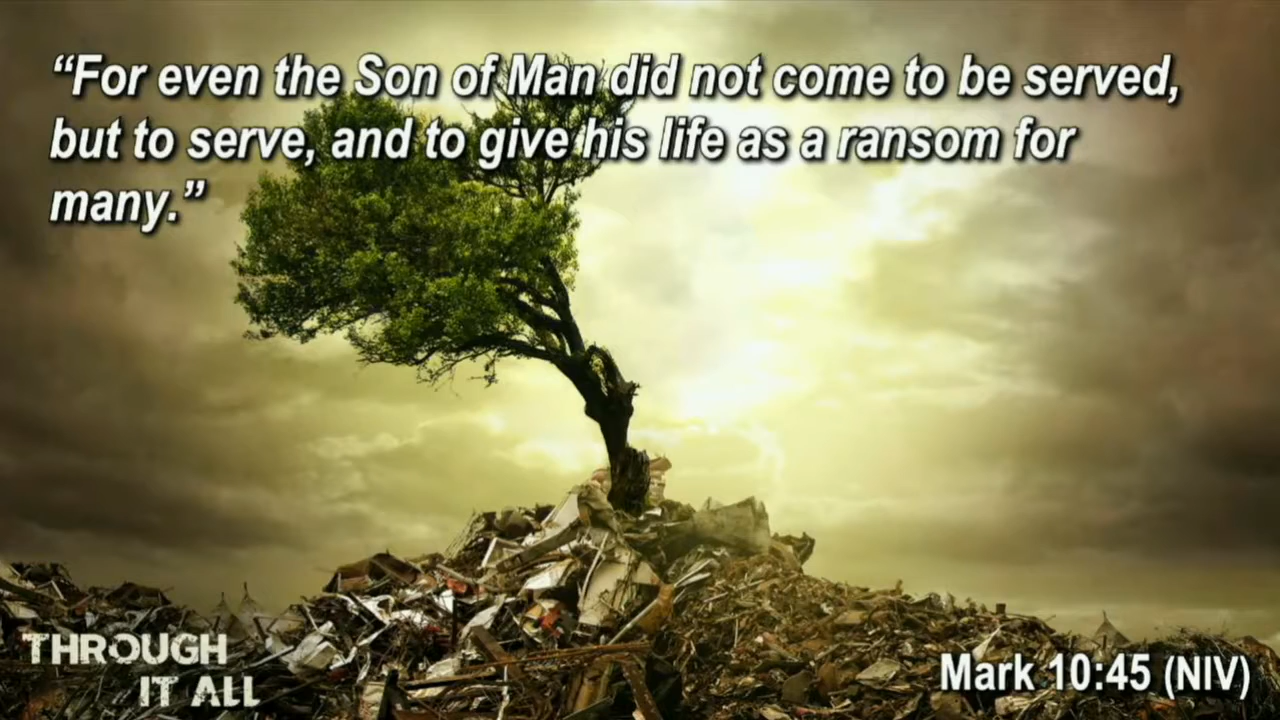 “For even the Son of Man did not come to be served,
but to serve, and to give his life as a ransom for
many.”
THROUGH
IT ALL
Mark 10:45 (NIV)